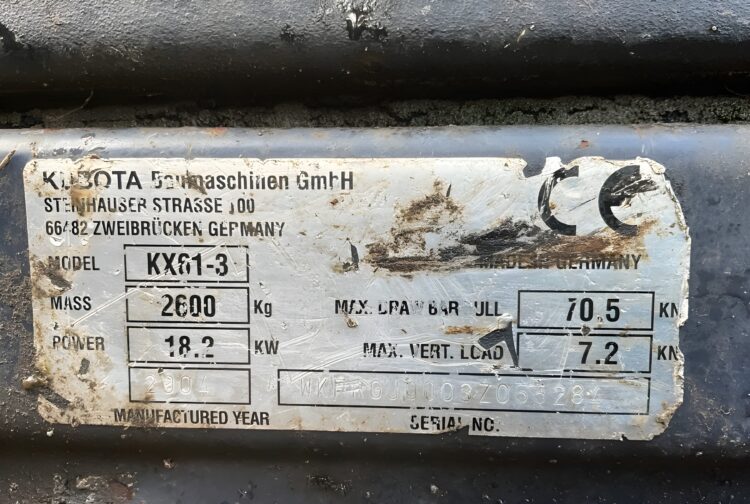 KUBOTA Baumaschinen GmbH
STEINHAUSER STRASSE 100
66482 ZWEIBRÜCKEN GERMANY
CE
MADE IN GERMANY
MODEL KX61-3
MASS 2600 Kg MAX. DRAW BAR PULL 70.5 KN
POWER 18.2 KW MAX. VERT. LOAD 7.2 KN
2004
MANUFACTURED YEAR SERIAL NO.